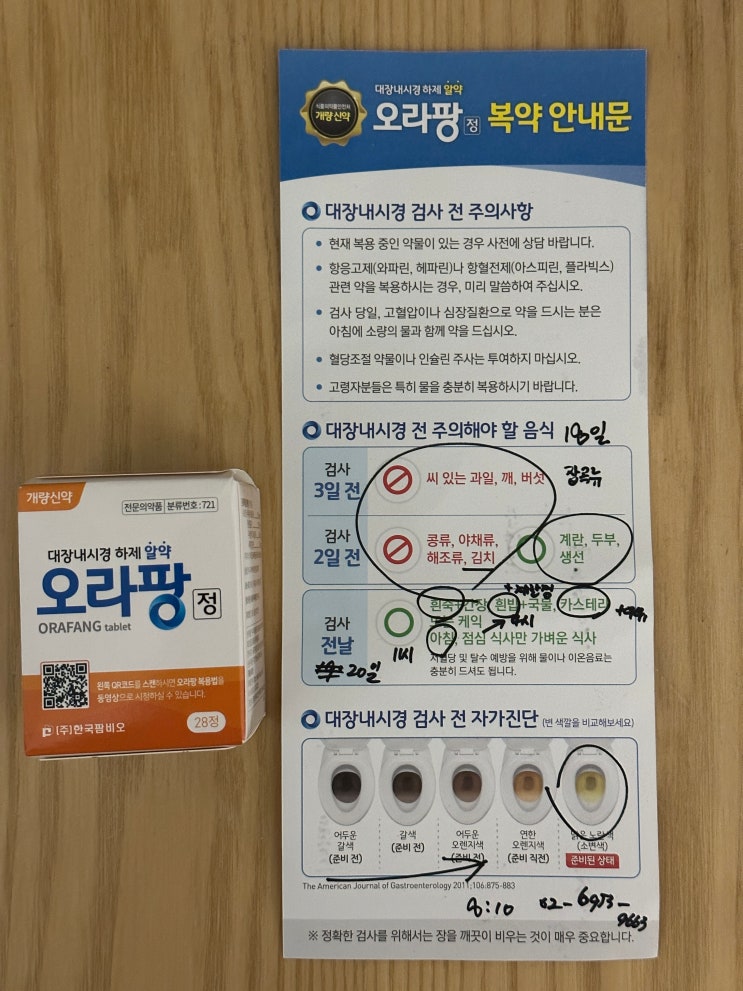 개량신약
전문의약품 분류번호:721
대장내시경 하제 알약
오라팡 정
ORAFANG tablet
왼쪽 QR코드를 스캔하시면 오라팡 복용법을
동영상으로 시청하실 수 있습니다.
(주)한국팜비오
28정
식품의약품안전처
개량신약
대장내시경 하제 알약
오라팡 정 복약 안내문
대장내시경 검사 전 주의사항
• 현재 복용 중인 약물이 있는 경우 사전에 상담 바랍니다.
• 항응고제(와파린, 헤파린)나 항혈전제(아스피린, 플라빅스)
관련 약을 복용하시는 경우, 미리 말씀하여 주십시오.
• 검사 당일, 고혈압이나 심장질환으로 약을 드시는 분은
아침에 소량의 물과 함께 약을 드십시오.
• 혈당조절 약물이나 인슐린 주사는 투여하지 마십시오.
• 고령자분들은 특히 물을 충분히 복용하시기 바랍니다.
대장내시경 전 주의해야 할 음식 18일
검사
3일 전
씨 있는 과일, 깨, 버섯 잡곡류
검사
2일 전
콩류, 야채류,
해조류, 김치
계란, 두부,
생선
검사
전날
20일
+계란찜
흰죽+간장, 흰밥+국물, 카스테라
또는 케익 4시
1시
아침, 점심 식사만 가벼운 식사
저혈당 및 탈수 예방을 위해 물이나 이온음료는
충분히 드셔도 됩니다.
대장내시경 검사 전 자가진단 (변 색깔을 비교해보세요)
어두운
갈색
(준비 전)
갈색
(준비 전)
어두운
오렌지색
(준비 전)
연한
오렌지색
(준비 직전)
맑은 노란색
(소변색)
준비된 상태
The American Journal of Gastroenterology 2011;106:875-883
8:10 02-6953-
9663
※ 정확한 검사를 위해서는 장을 깨끗이 비우는 것이 매우 중요합니다.